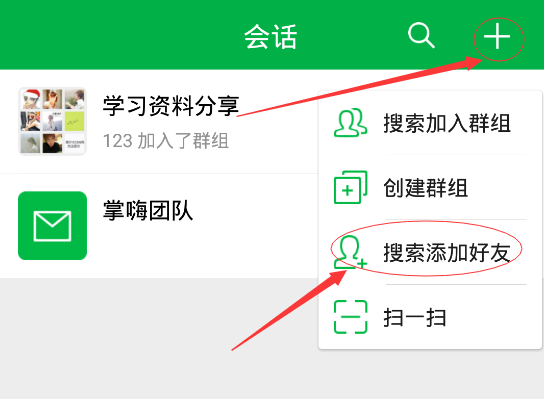 会话
学习资料分享
123 加入了群组
掌嗨团队
搜索加入群组
创建群组
搜索添加好友
扫一扫